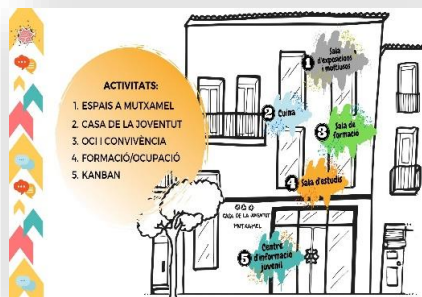 ACTIVITATS:
1. ESPAIS A MUTXAMEL
2. CASA DE LA JOVENTUT
3. OCI I CONVIVÈNCIA
4. FORMACIÓ/OCUPACIÓ
5. KANBAN
1
Sala
d'exposicions
i multiusos
2 Cuina
3 Sala de
formació
4 Sala d'estudis
CASA DE LA JOVENTUT
MUTXAMEL
5 Centre
d'informació
juvenil